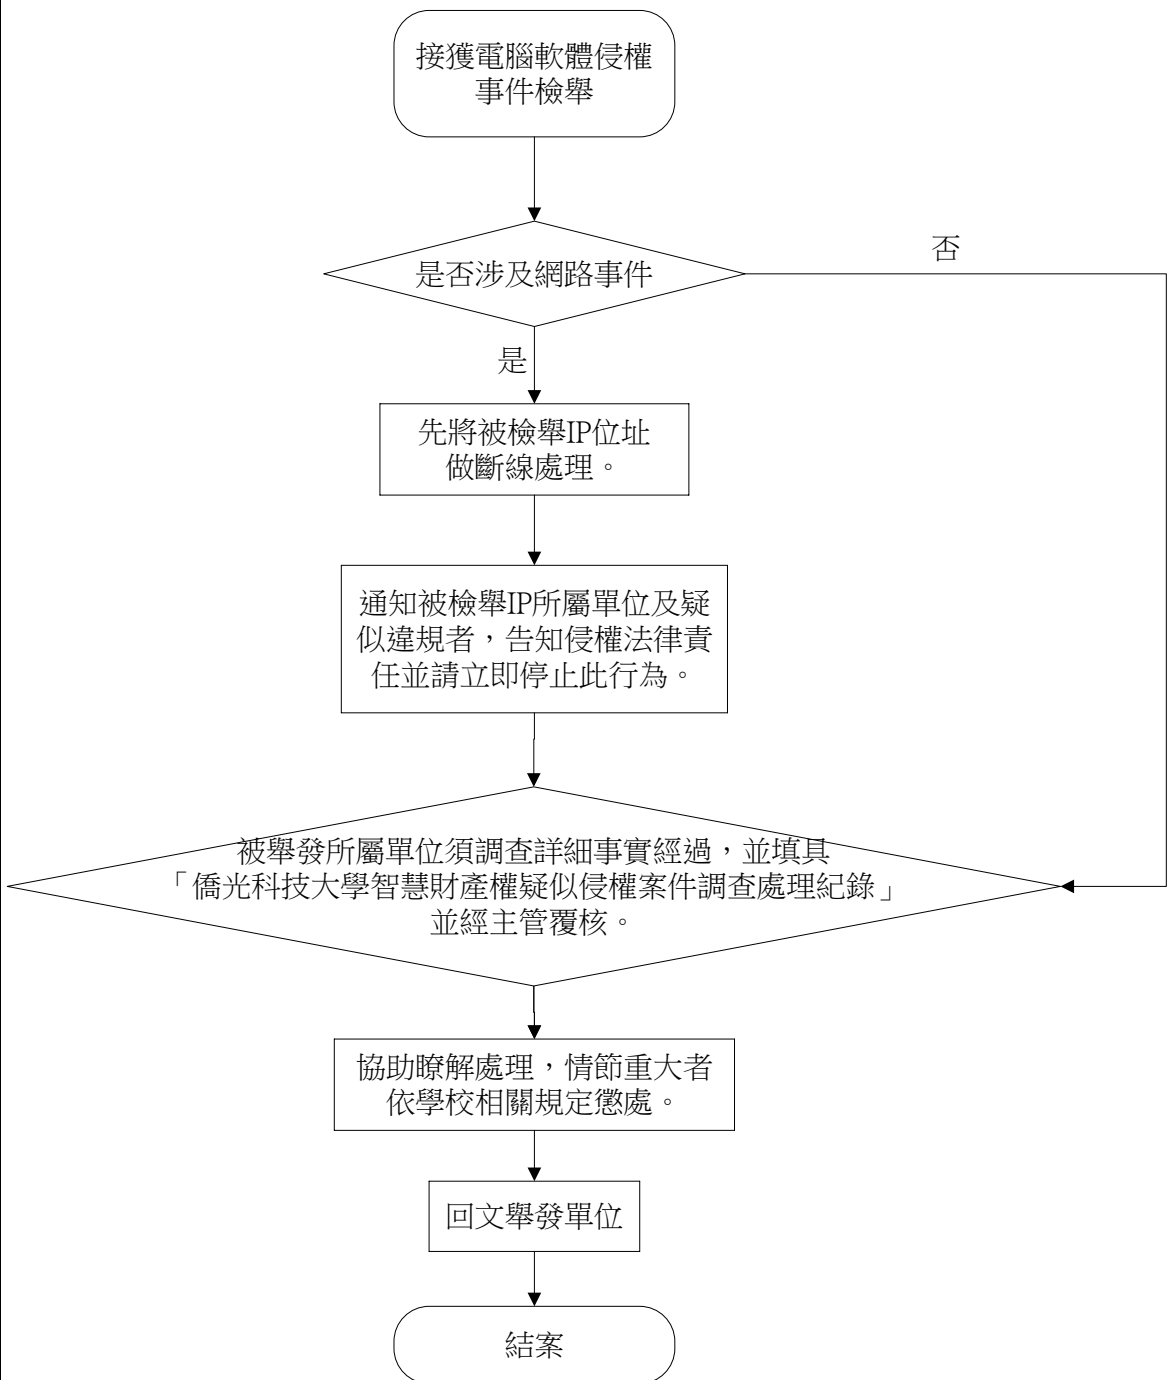 接獲電腦軟體侵權
事件檢舉
是否涉及網路事件
否
是
先將被檢舉IP位址
做斷線處理。
通知被檢舉IP所屬單位及疑
似違規者，告知侵權法律責
任並請立即停止此行為。
被舉發所屬單位須調查詳細事實經過，並填具
「僑光科技大學智慧財產權疑似侵權案件調查處理紀錄」
並經主管覆核。
協助瞭解處理，情節重大者
依學校相關規定懲處。
回文舉發單位
結案